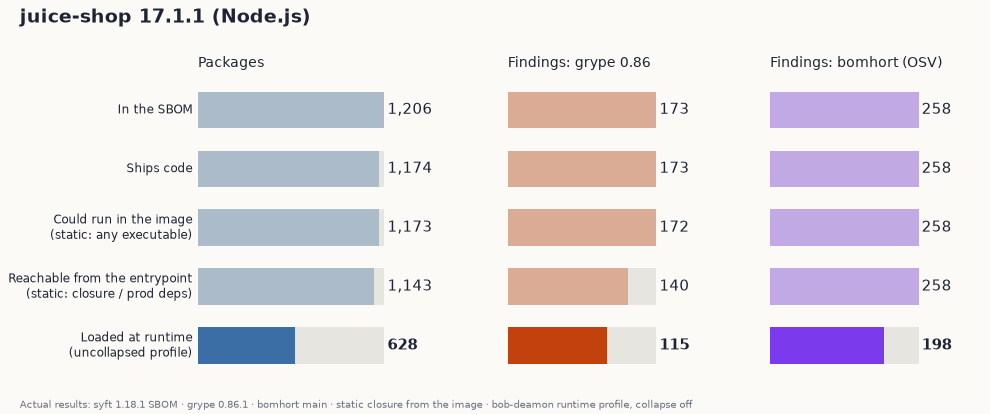 juice-shop 17.1.1 (Node.js)
Packages
Findings: grype 0.86
Findings: bomhort (OSV)
In the SBOM
1,206
173
258
Ships code
1,174
173
258
Could run in the image
(static: any executable)
1,173
172
258
Reachable from the entrypoint
(static: closure / prod deps)
1,143
140
258
Loaded at runtime
(uncollapsed profile)
628
115
198
Actual results: syft 1.18.1 SBOM · grype 0.86.1 · bomhort main · static closure from the image · bob-deamon runtime profile, collapse off